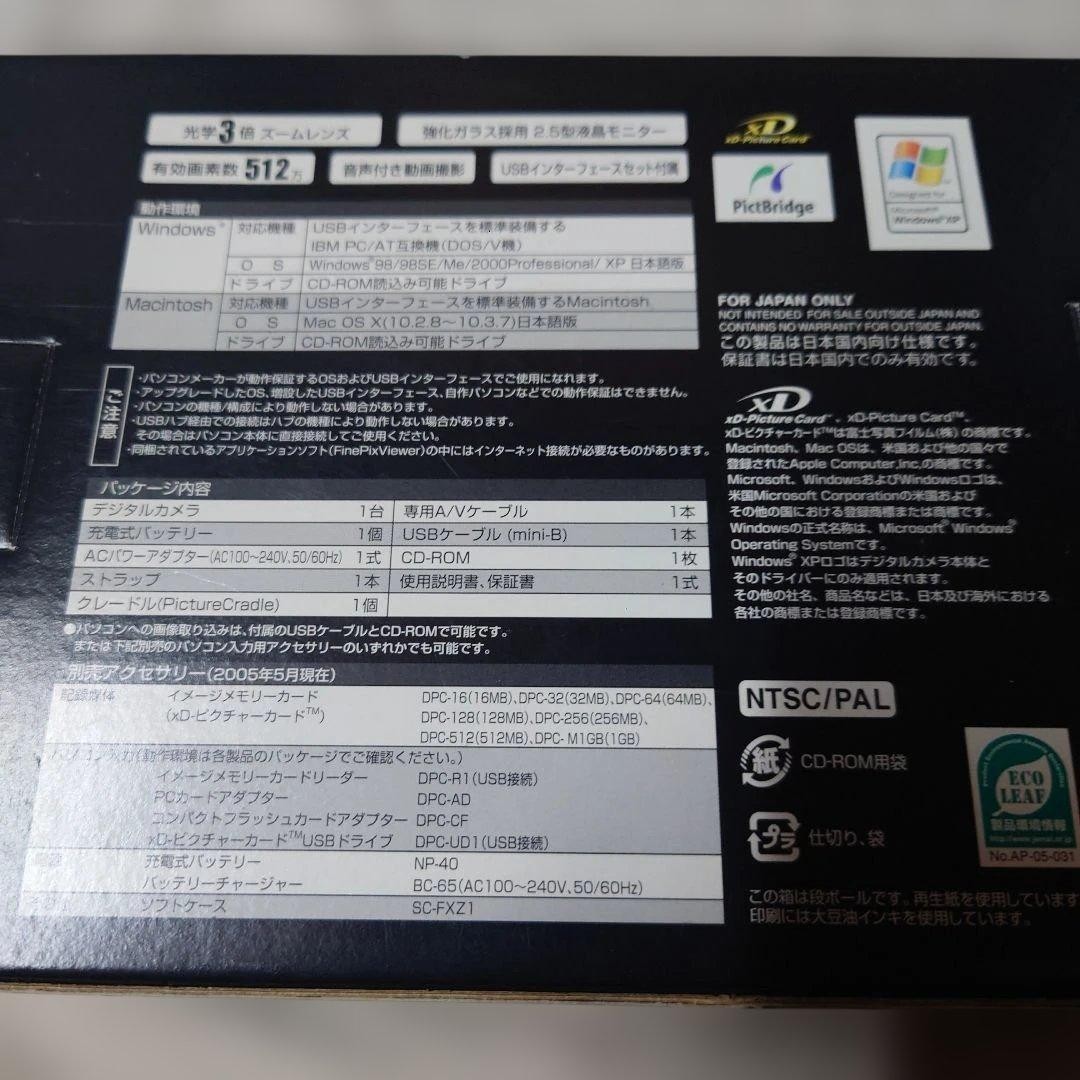 光学3倍 ズームレンズ
強化ガラス採用 2.5型液晶モニター
有効画素数 512万
音声付き動画撮影
USBインターフェースセット付属
動作環境
Windows® 対応機種 USBインターフェースを標準装備する
IBM PC/AT互換機(DOS/V機)
O S Windows®98/98SE/Me/2000Professional/ XP 日本語版
ドライブ CD-ROM読込み可能ドライブ
Macintosh 対応機種 USBインターフェースを標準装備するMacintosh
O S Mac OS X(10.2.8～10.3.7)日本語版
ドライブ CD-ROM読込み可能ドライブ
ご注意
・パソコンメーカーが動作保証するOSおよびUSBインターフェースでご使用になれます。
・アップグレードしたOS、増設したUSBインターフェース、自作パソコンなどでの動作保証はできません。
・パソコンの機種/構成により動作しない場合があります。
・USBハブ経由での接続はハブの機種により動作しない場合があります。
その場合はパソコン本体に直接接続してご使用ください。
・同梱されているアプリケーションソフト(FinePixViewer)の中にはインターネット接続が必要なものがあります。
パッケージ内容
デジタルカメラ 1台 専用A/Vケーブル 1本
充電式バッテリー 1個 USBケーブル (mini-B) 1本
ACパワーアダプター(AC100～240V、50/60Hz) 1式 CD-ROM 1枚
ストラップ 1本 使用説明書、保証書 1式
クレードル(PictureCradle) 1個
●パソコンへの画像取り込みは、付属のUSBケーブルとCD-ROMで可能です。
または下記別売のパソコン入力用アクセサリーのいずれかでも可能です。
別売アクセサリー(2005年5月現在)
記録媒体 イメージメモリーカード DPC-16(16MB)、DPC-32(32MB)、DPC-64(64MB)、
(xD-ピクチャーカード™) DPC-128(128MB)、DPC-256(256MB)、
DPC-512(512MB)、DPC- M1GB(1GB)
(動作環境は各製品のパッケージでご確認ください。)
イメージメモリーカードリーダー DPC-R1(USB接続)
PCカードアダプター DPC-AD
コンパクトフラッシュカードアダプター DPC-CF
xD-ピクチャーカード™USBドライブ DPC-UD1(USB接続)
充電式バッテリー NP-40
バッテリーチャージャー BC-65(AC100～240V、50/60Hz)
ソフトケース SC-FXZ1
xD
xD-Picture Card
PictBridge
Designed for
Microsoft®
Windows®XP
FOR JAPAN ONLY
NOT INTENDED FOR SALE OUTSIDE JAPAN AND
CONTAINS NO WARRANTY FOR OUTSIDE JAPAN.
この製品は日本国内向け仕様です。
保証書は日本国内でのみ有効です。
xD
xD-Picture Card™、xD-Picture Card™、
xD-ピクチャーカード™は富士写真フイルム(株)の商標です。
Macintosh、Mac OSは、米国および他の国々で
登録されたApple Computer,Inc.の商標です。
Microsoft、WindowsおよびWindowsロゴは、
米国Microsoft Corporationの米国および
その他の国における登録商標または商標です。
Windowsの正式名称は、Microsoft® Windows®
Operating Systemです。
Windows® XPロゴはデジタルカメラ本体と
そのドライバーにのみ適用されます。
その他の社名、商品名などは、日本及び海外における
各社の商標または登録商標です。
NTSC/PAL
紙 CD-ROM用袋
プラ 仕切り、袋
ECO
LEAF
製品環境情報
http://www.jemai.or.jp
No.AP-05-031
この箱は段ボールです。再生紙を使用しています
印刷には大豆油インキを使用しています。